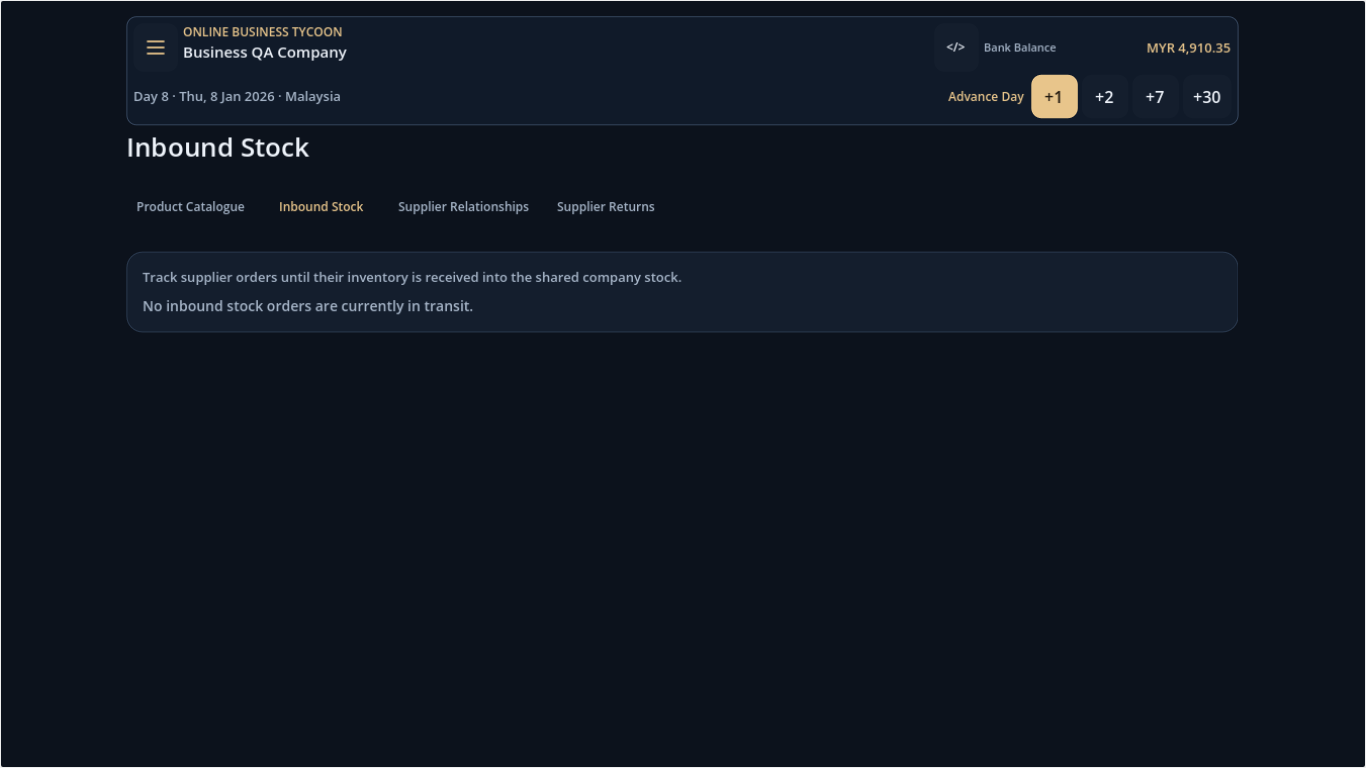 ONLINE BUSINESS TYCOON
Business QA Company
</> Bank Balance MYR 4,910.35
Day 8 · Thu, 8 Jan 2026 · Malaysia
Advance Day +1 +2 +7 +30
Inbound Stock
Product Catalogue Inbound Stock Supplier Relationships Supplier Returns
Track supplier orders until their inventory is received into the shared company stock.
No inbound stock orders are currently in transit.